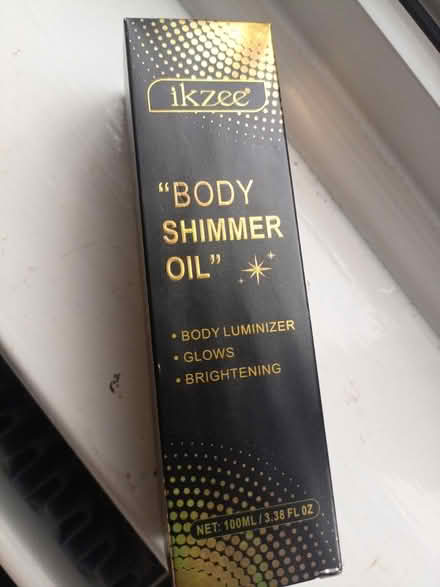 ikzee®
"BODY
SHIMMER
OIL"
• BODY LUMINIZER
• GLOWS
• BRIGHTENING
NET: 100ML / 3.38 FL OZ